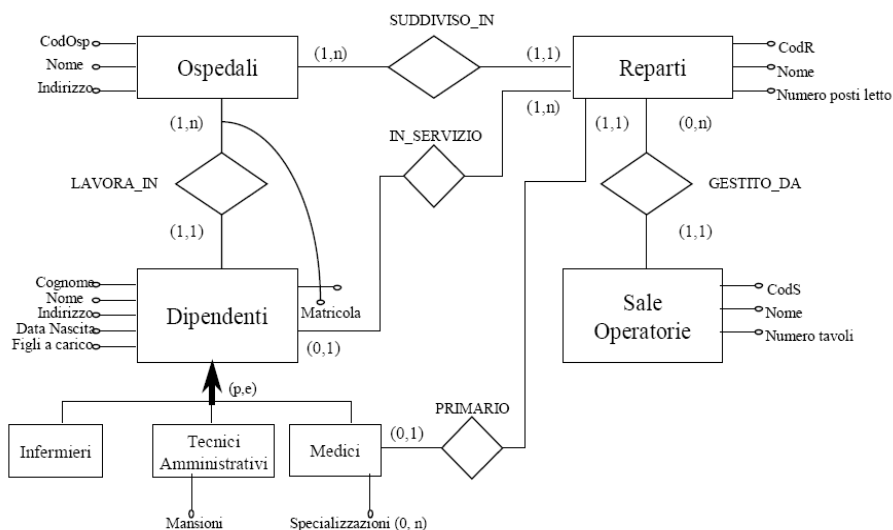 SUDDIVISO_IN
CodOsp
Nome
Indirizzo
Ospedali
(1,n)
(1,1)
Reparti
CodR
Nome
Numero posti letto
(1,n)
(1,n)
(1,1)
(0,n)
IN_SERVIZIO
LAVORA_IN
GESTITO_DA
(1,1)
(1,1)
Cognome
Nome
Indirizzo
Data Nascita
Figli a carico
Dipendenti
Matricola
(0,1)
Sale
Operatorie
CodS
Nome
Numero tavoli
(p,e)
PRIMARIO
Infermieri
Tecnici
Amministrativi
Medici
(0,1)
Mansioni
Specializzazioni (0, n)